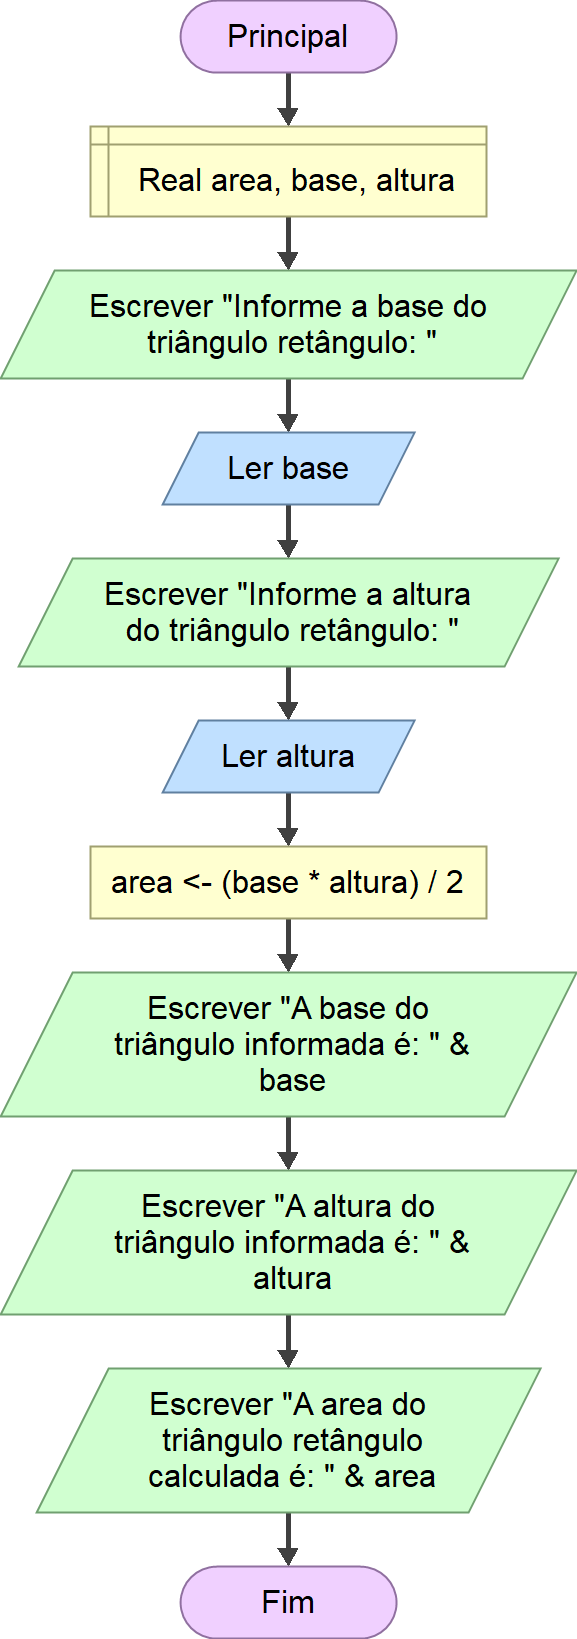 Principal
Real area, base, altura
Escrever "Informe a base do
triângulo retângulo: "
Ler base
Escrever "Informe a altura
do triângulo retângulo: "
Ler altura
area <- (base * altura) / 2
Escrever "A base do
triângulo informada é: " &
base
Escrever "A altura do
triângulo informada é: " &
altura
Escrever "A area do
triângulo retângulo
calculada é: " & area
Fim